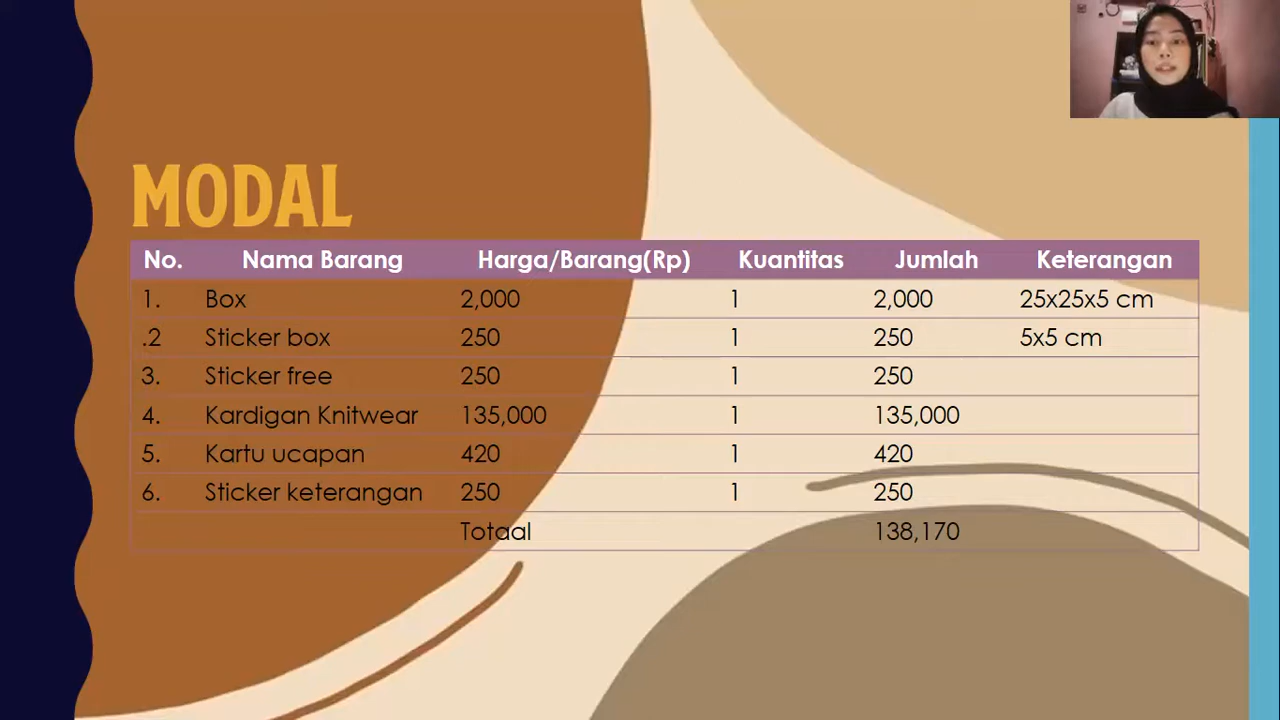 MODAL
No. Nama Barang Harga/Barang(Rp) Kuantitas Jumlah Keterangan
1. Box 2,000 1 2,000 25x25x5 cm
.2 Sticker box 250 1 250 5x5 cm
3. Sticker free 250 1 250
4. Kardigan Knitwear 135,000 1 135,000
5. Kartu ucapan 420 1 420
6. Sticker keterangan 250 1 250
Totaal 138,170